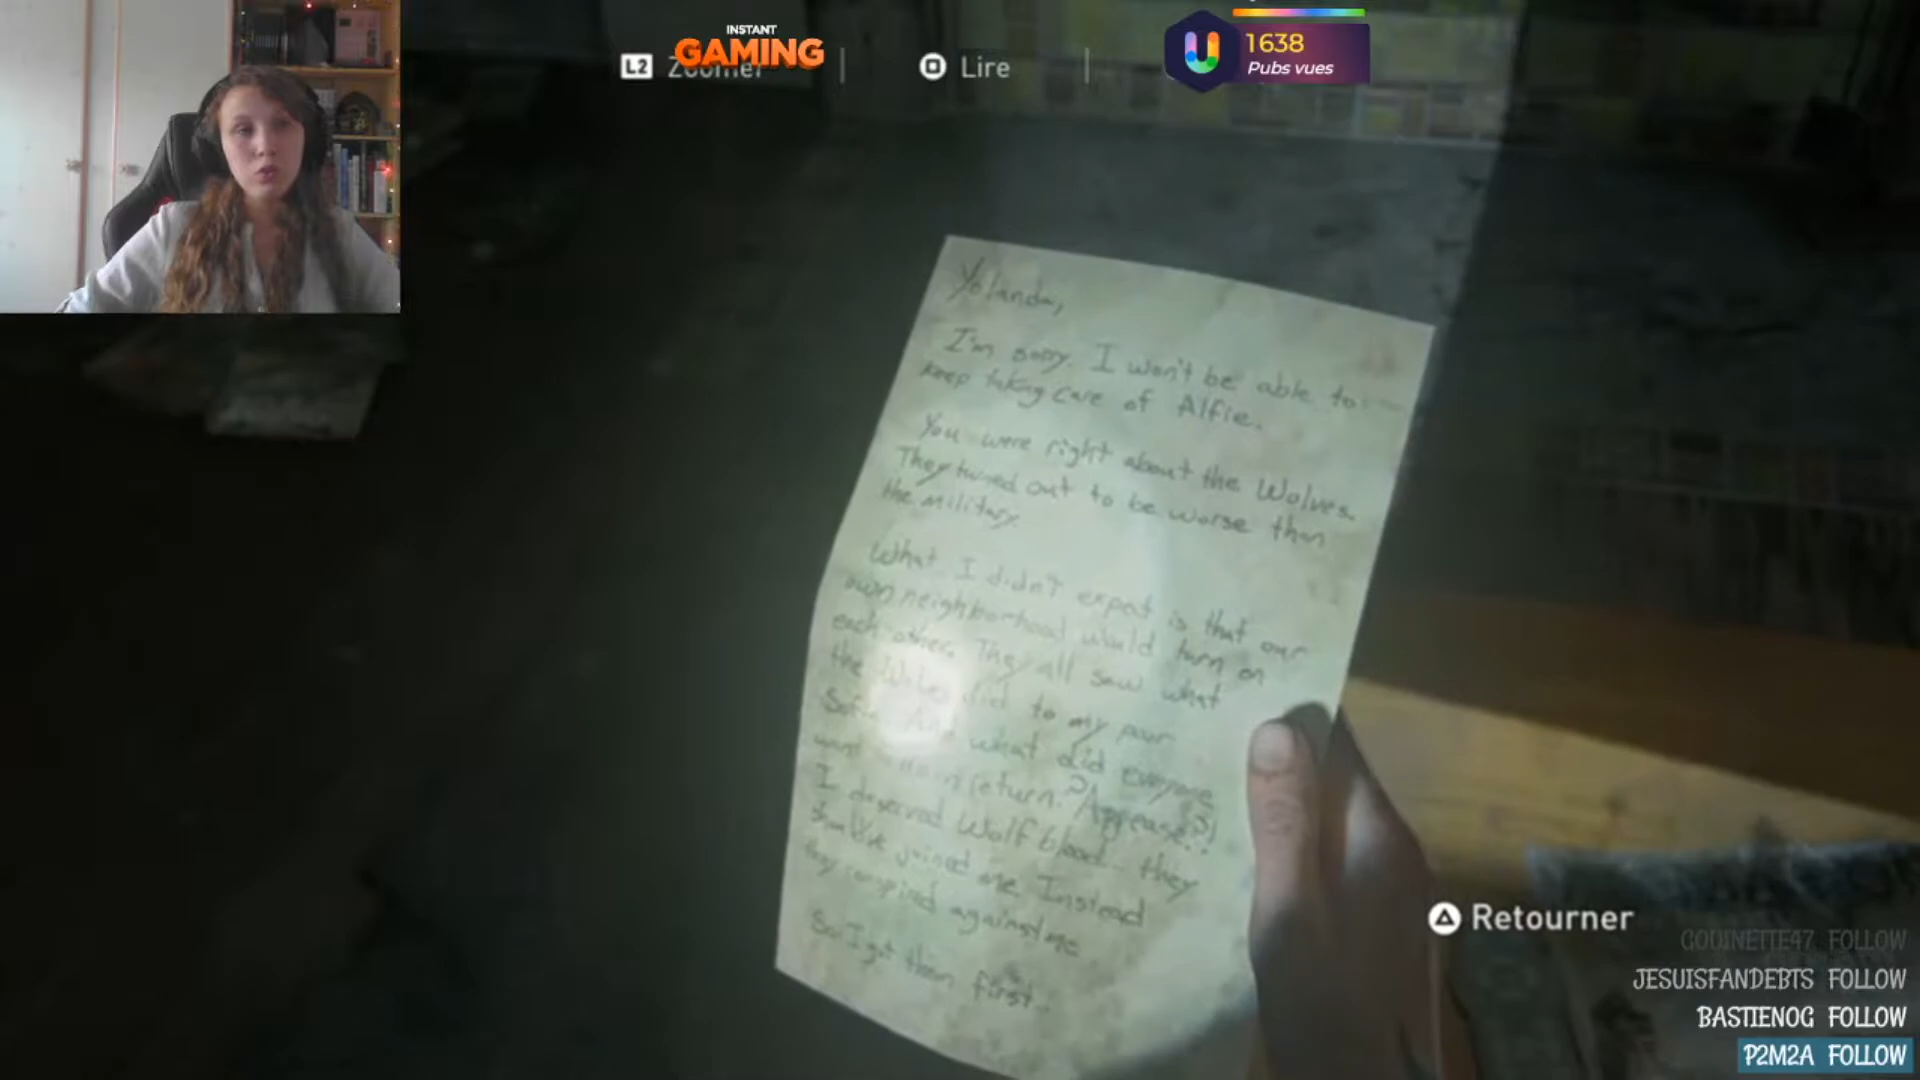 INSTANT
GAMING
L2 Zoomer
Lire
1638
Pubs vues
Yolanda,
I'm sorry. I won't be able to
keep taking care of Alfie.
You were right about the Wolves.
They turned out to be worse than
the military.
What I didn't expect is that our
own neighborhood would turn on
each other. They all saw what
the Wolves did to my poor
And what did everyone
want in return? Appease?!
I deserved Wolf blood... they
should've joined me. Instead
they conspired against me
So I got them first.
Retourner
GOUINETTE47 FOLLOW
JESUISFANDEBTS FOLLOW
BASTIENOG FOLLOW
P2M2A FOLLOW